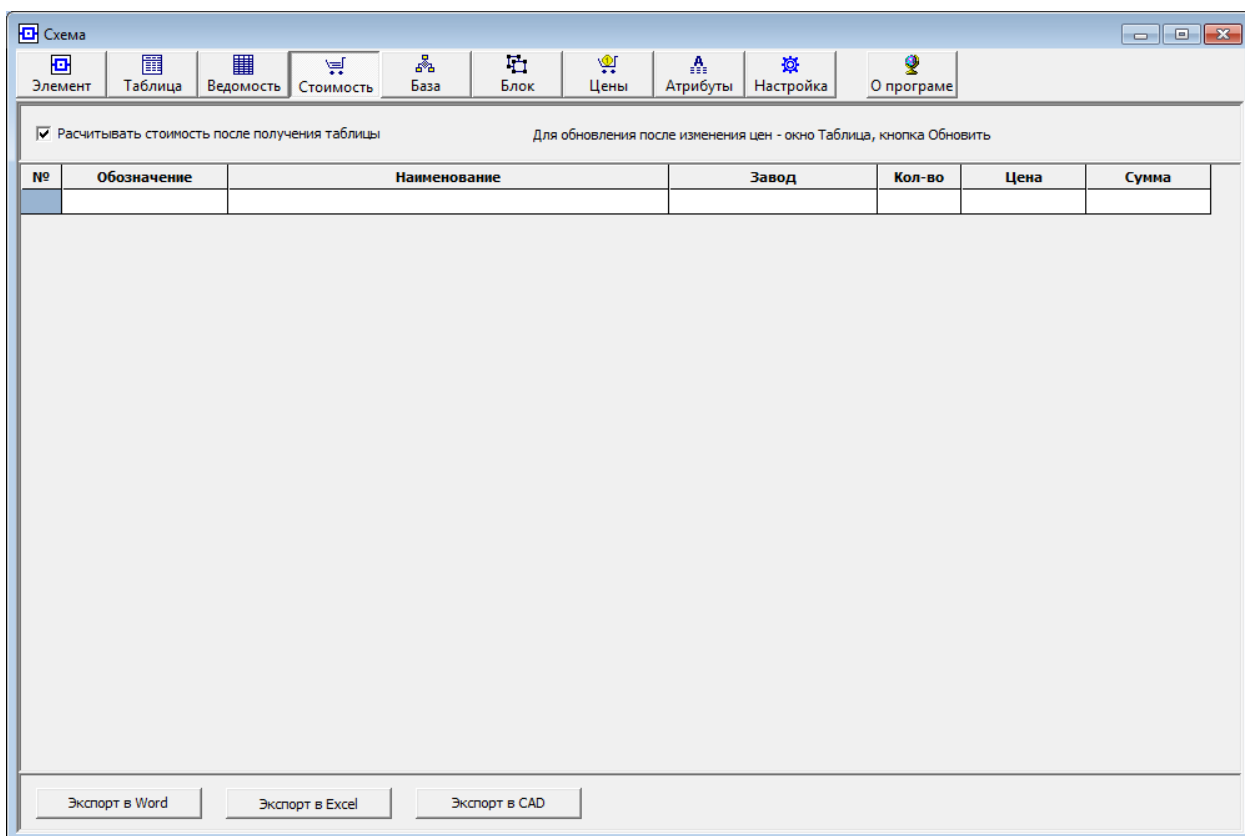 Схема
Элемент Таблица Ведомость Стоимость База Блок Цены Атрибуты Настройка О програме
Расчитывать стоимость после получения таблицы Для обновления после изменения цен - окно Таблица, кнопка Обновить
№ Обозначение Наименование Завод Кол-во Цена Сумма
Экспорт в Word Экспорт в Excel Экспорт в CAD